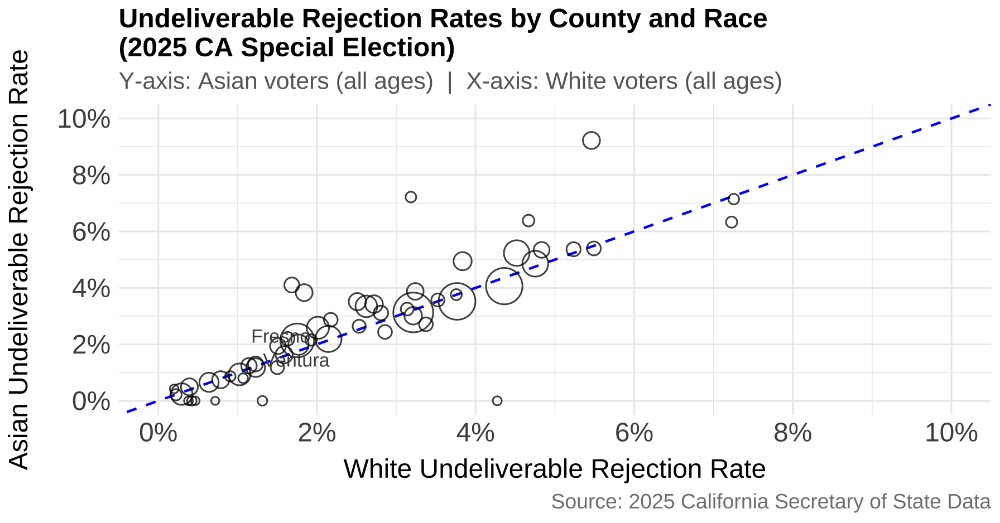 Undeliverable Rejection Rates by County and Race
(2025 CA Special Election)
Y-axis: Asian voters (all ages)  |  X-axis: White voters (all ages)
Asian Undeliverable Rejection Rate
10%
8%
6%
4%
2%
0%
Fresno
Ventura
0% 2% 4% 6% 8% 10%
White Undeliverable Rejection Rate
Source: 2025 California Secretary of State Data